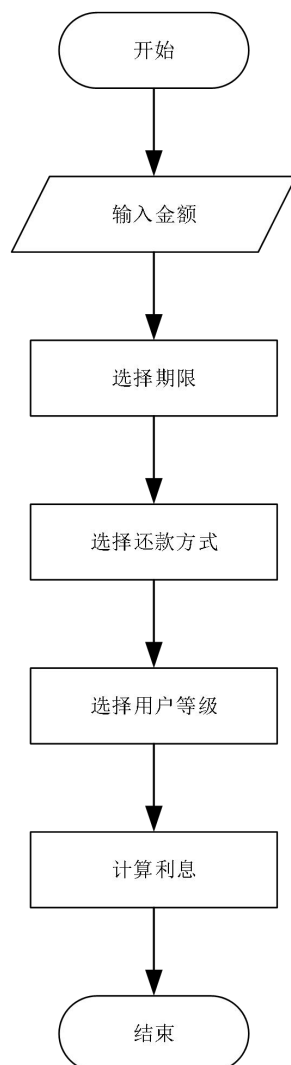 开始
输入金额
选择期限
选择还款方式
选择用户等级
计算利息
结束